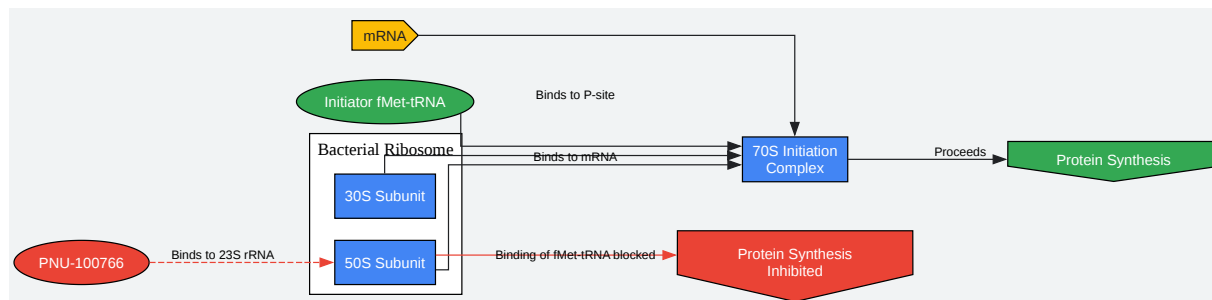 mRNA
Initiator fMet-tRNA
Binds to P-site
Bacterial Ribosome
Binds to mRNA
70S Initiation
Complex
Proceeds
Protein Synthesis
30S Subunit
PNU-100766
Binds to 23S rRNA
50S Subunit
Binding of fMet-tRNA blocked
Protein Synthesis
Inhibited